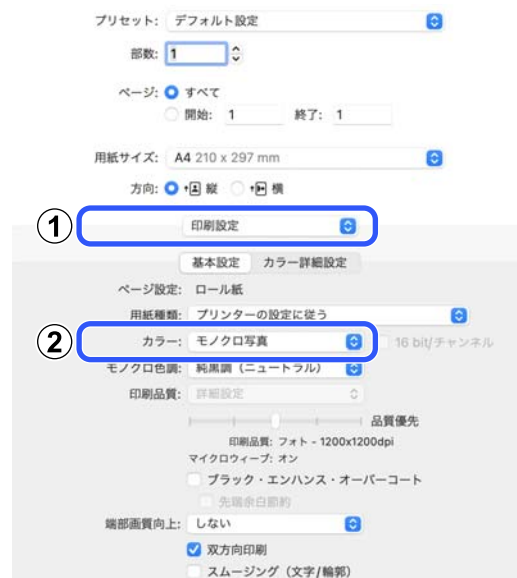 プリセット: デフォルト設定
部数: 1
ページ: すべて
開始: 1 終了: 1
用紙サイズ: A4 210 x 297 mm
方向: 縦 横
① 印刷設定
基本設定 カラー詳細設定
ページ設定: ロール紙
用紙種類: プリンターの設定に従う
② カラー: モノクロ写真 16 bit/チャンネル
モノクロ色調: 純黒調（ニュートラル）
印刷品質: 詳細設定
品質優先
印刷品質: フォト - 1200x1200dpi
マイクロウィーブ: オン
ブラック・エンハンス・オーバーコート
先端余白節約
端部画質向上: しない
双方向印刷
スムージング（文字/輪郭）